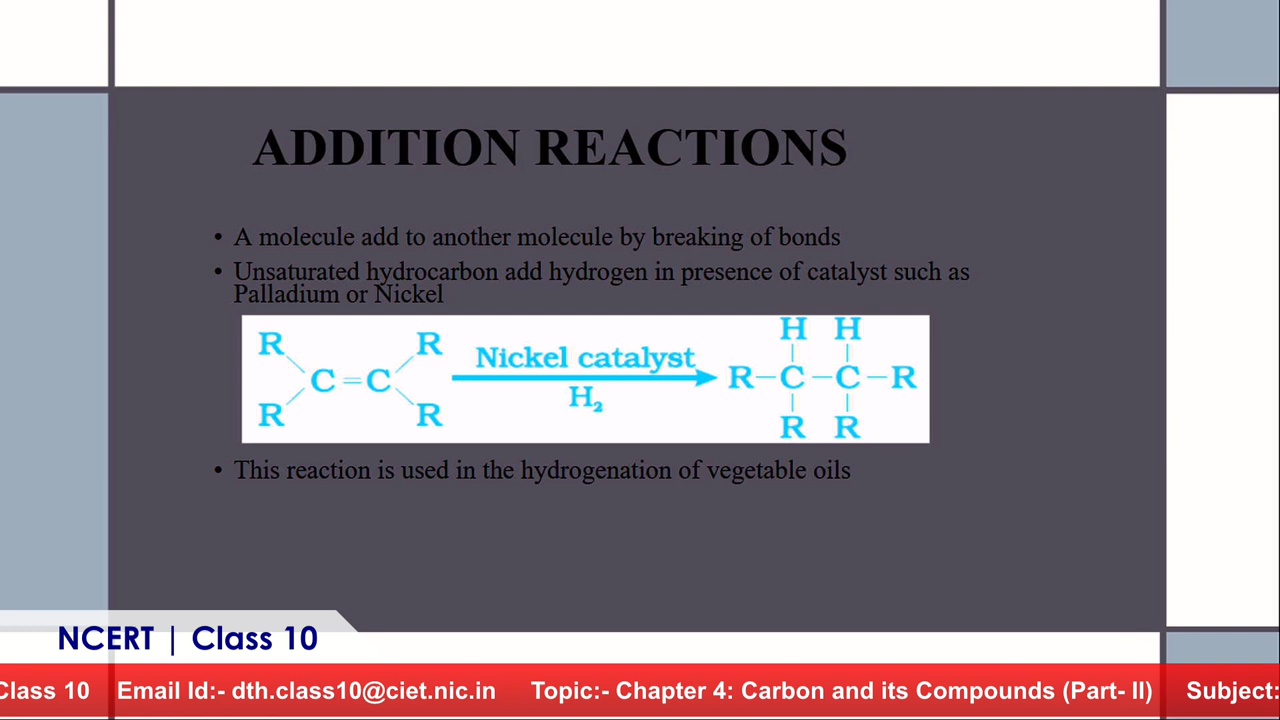 ADDITION REACTIONS
• A molecule add to another molecule by breaking of bonds
• Unsaturated hydrocarbon add hydrogen in presence of catalyst such as
Palladium or Nickel
H H
R R Nickel catalyst
C=C R–C–C–R
H₂
R R R R
• This reaction is used in the hydrogenation of vegetable oils
NCERT | Class 10
Class 10 Email Id:- dth.class10@ciet.nic.in Topic:- Chapter 4: Carbon and its Compounds (Part- II) Subject: